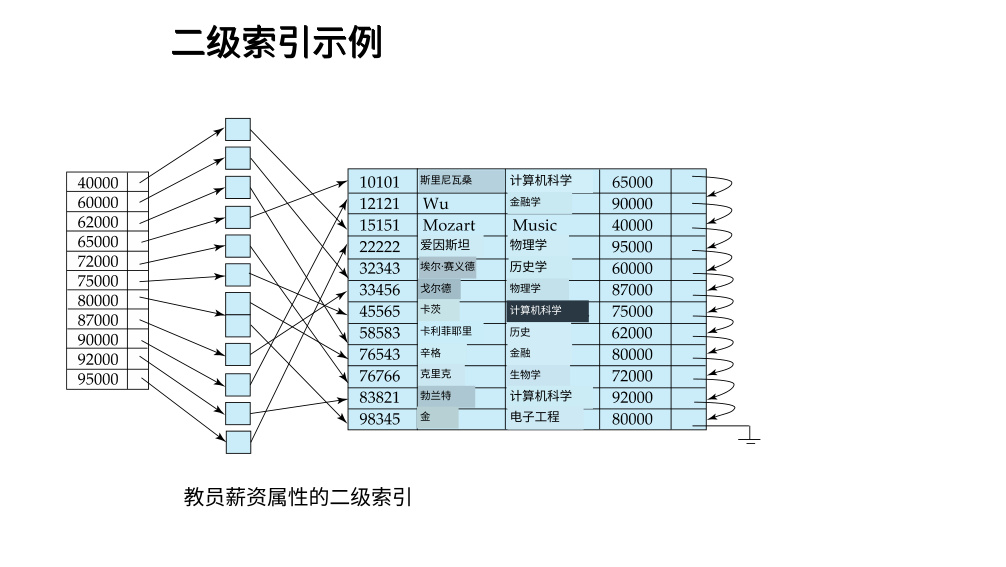 二级索引示例
40000
60000
62000
65000
72000
75000
80000
87000
90000
92000
95000
10101 斯里尼瓦桑 计算机科学 65000
12121 Wu 金融学 90000
15151 Mozart Music 40000
22222 爱因斯坦 物理学 95000
32343 埃尔·赛义德 历史学 60000
33456 戈尔德 物理学 87000
45565 卡茨 计算机科学 75000
58583 卡利菲耶里 历史 62000
76543 辛格 金融 80000
76766 克里克 生物学 72000
83821 勃兰特 计算机科学 92000
98345 金 电子工程 80000
教员薪资属性的二级索引